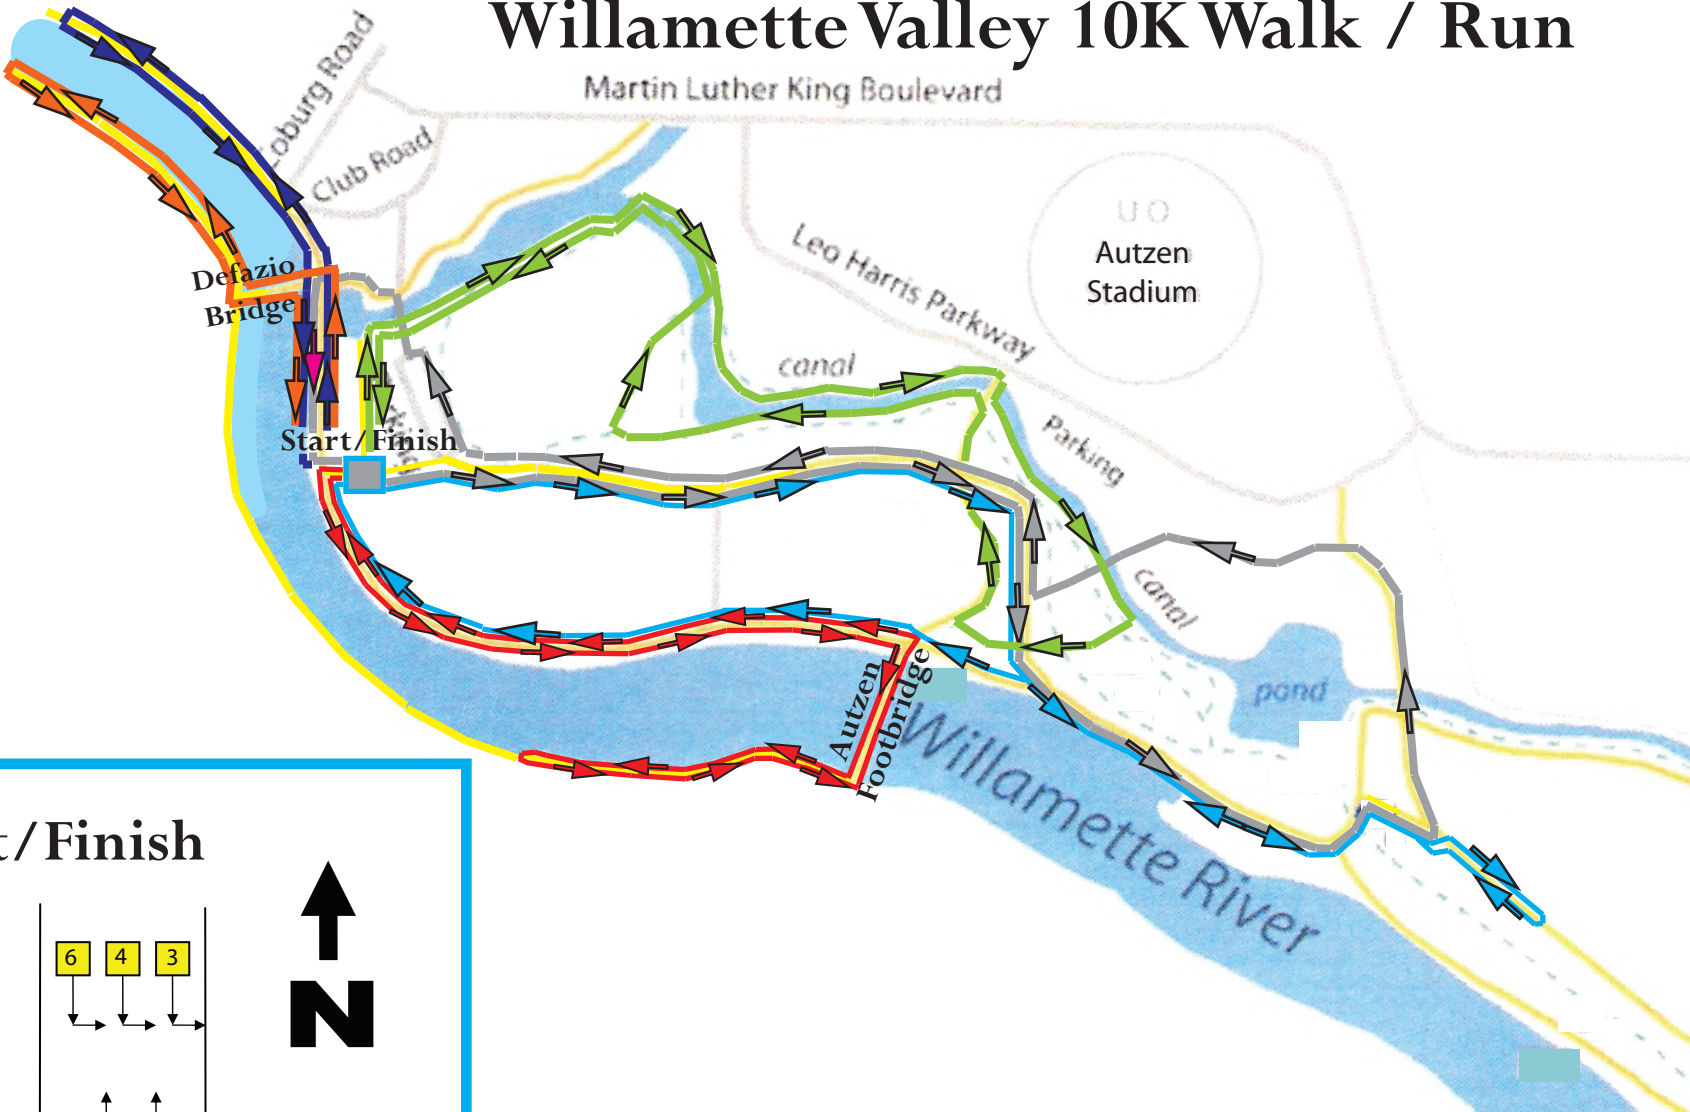 Willamette Valley 10K Walk / Run
Martin Luther King Boulevard
Coburg Road
Club Road
U O
Autzen
Stadium
Leo Harris Parkway
Defazio
Bridge
canal
Parking
Start/Finish
canal
pond
Autzen
Footbridge
Willamette River
t/Finish
6 4 3
N